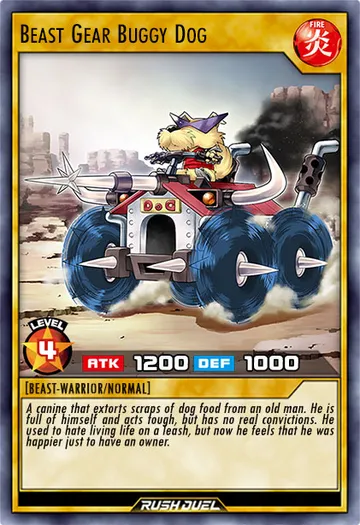 BEAST GEAR BUGGY DOG
FIRE
炎
DOG
LEVEL
4
ATK 1200 DEF 1000
[BEAST-WARRIOR/NORMAL]
A canine that extorts scraps of dog food from an old man. He is
full of himself and acts tough, but has no real convictions. He
used to hate living life on a leash, but now he feels that he was
happier just to have an owner.
RUSH DUEL